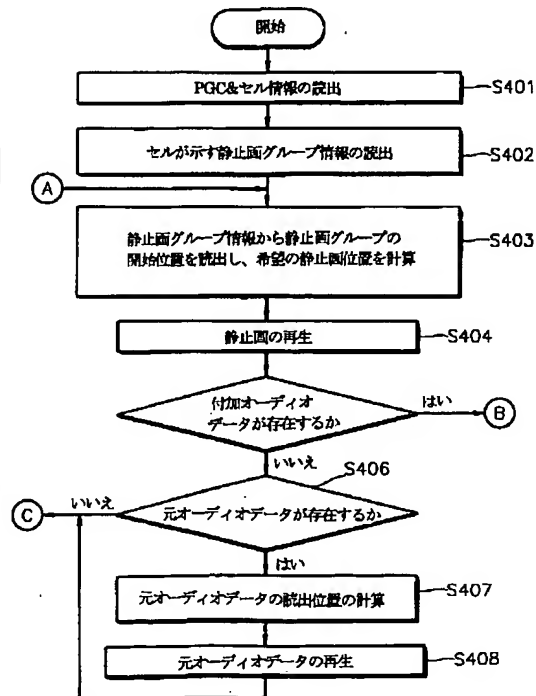 開始
PGC&セル情報の読出
S401
セルが示す静止画グループ情報の読出
S402
A
静止画グループ情報から静止画グループの
開始位置を読出し、希望の静止画位置を計算
S403
静止画の再生
S404
付加オーディオ
データが存在するか
はい
B
いいえ
S406
いいえ
C
元オーディオデータが存在するか
はい
元オーディオデータの読出位置の計算
S407
元オーディオデータの再生
S408